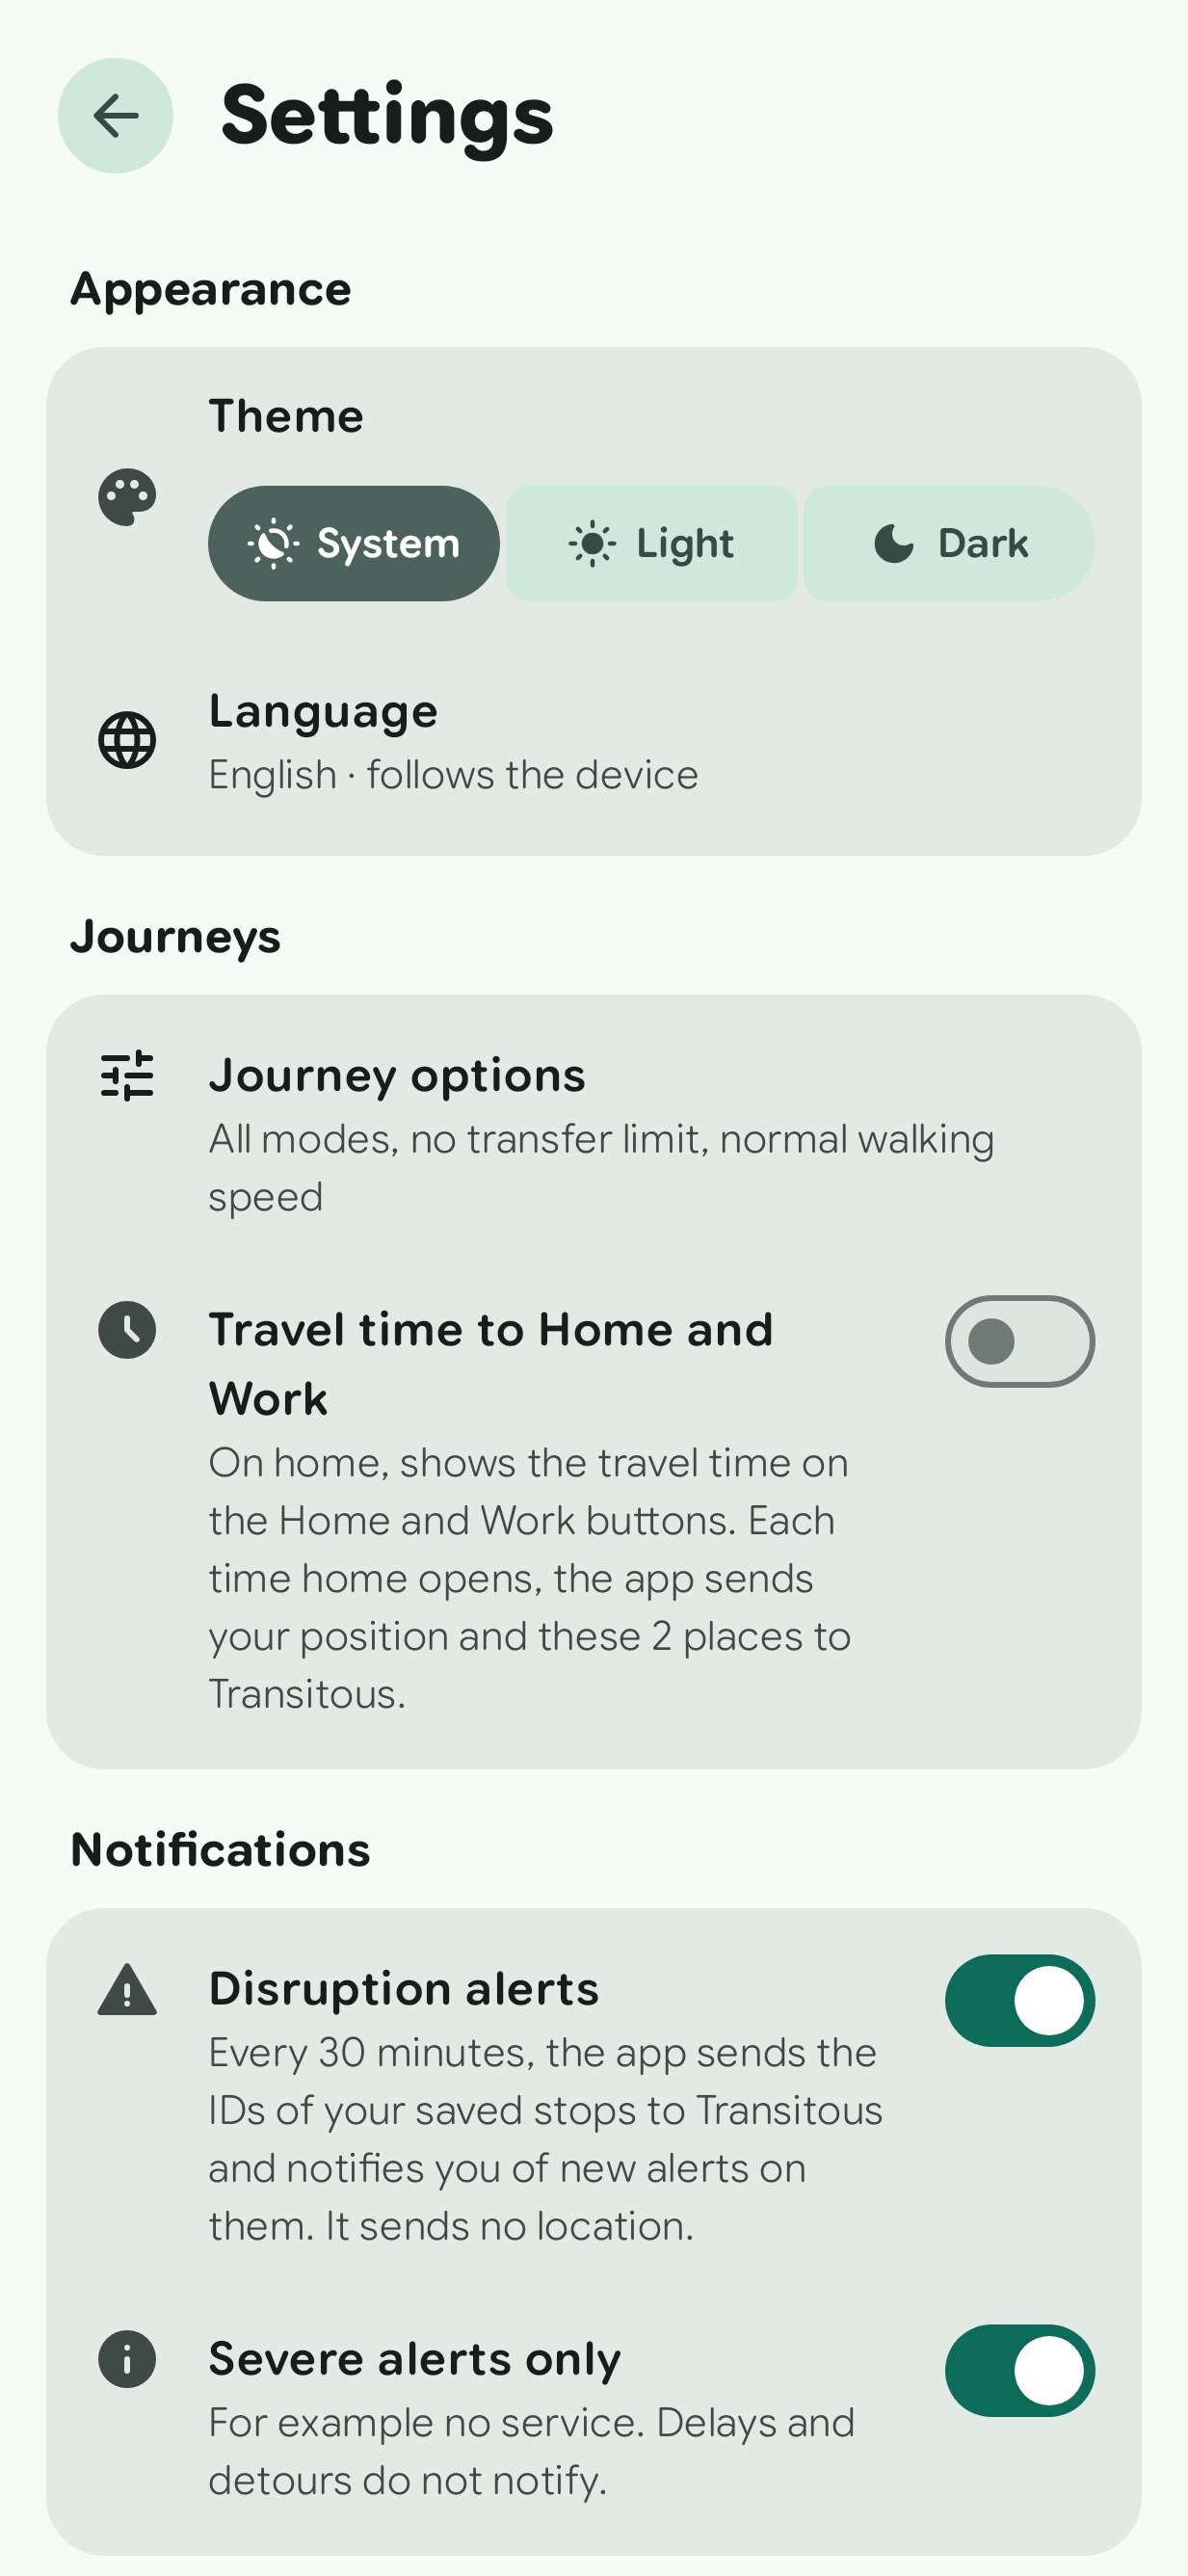 Settings
Appearance
Theme
System
Light
Dark
Language
English · follows the device
Journeys
Journey options
All modes, no transfer limit, normal walking
speed
Travel time to Home and
Work
On home, shows the travel time on
the Home and Work buttons. Each
time home opens, the app sends
your position and these 2 places to
Transitous.
Notifications
Disruption alerts
Every 30 minutes, the app sends the
IDs of your saved stops to Transitous
and notifies you of new alerts on
them. It sends no location.
Severe alerts only
For example no service. Delays and
detours do not notify.